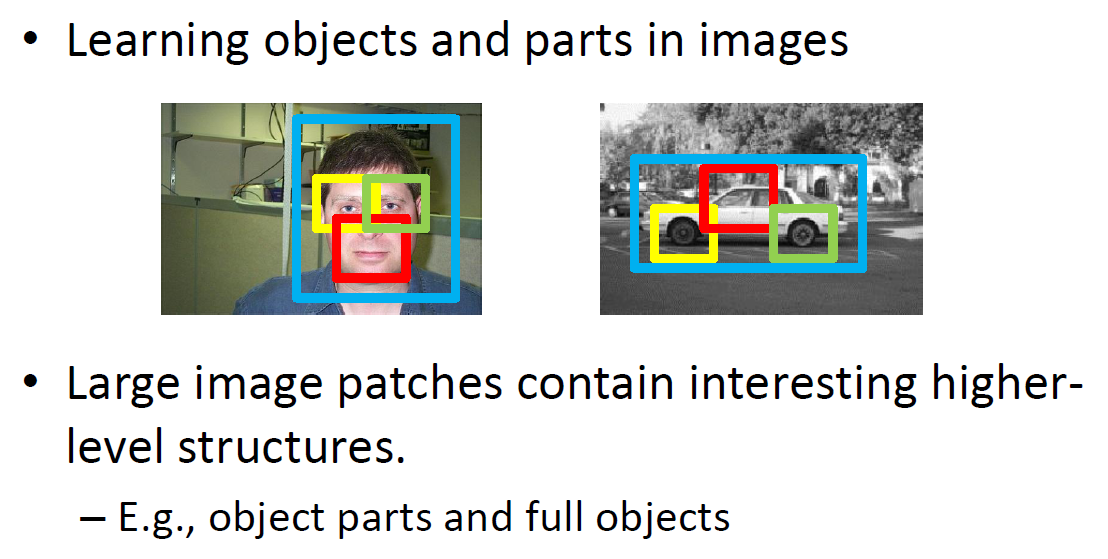 • Learning objects and parts in images
• Large image patches contain interesting higher-
level structures.
– E.g., object parts and full objects